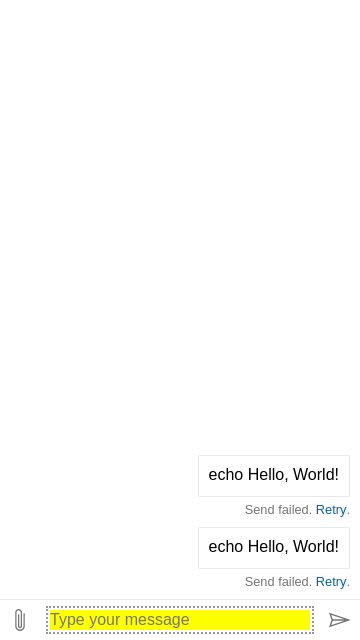 echo Hello, World!
Send failed. Retry.
echo Hello, World!
Send failed. Retry.
Type your message